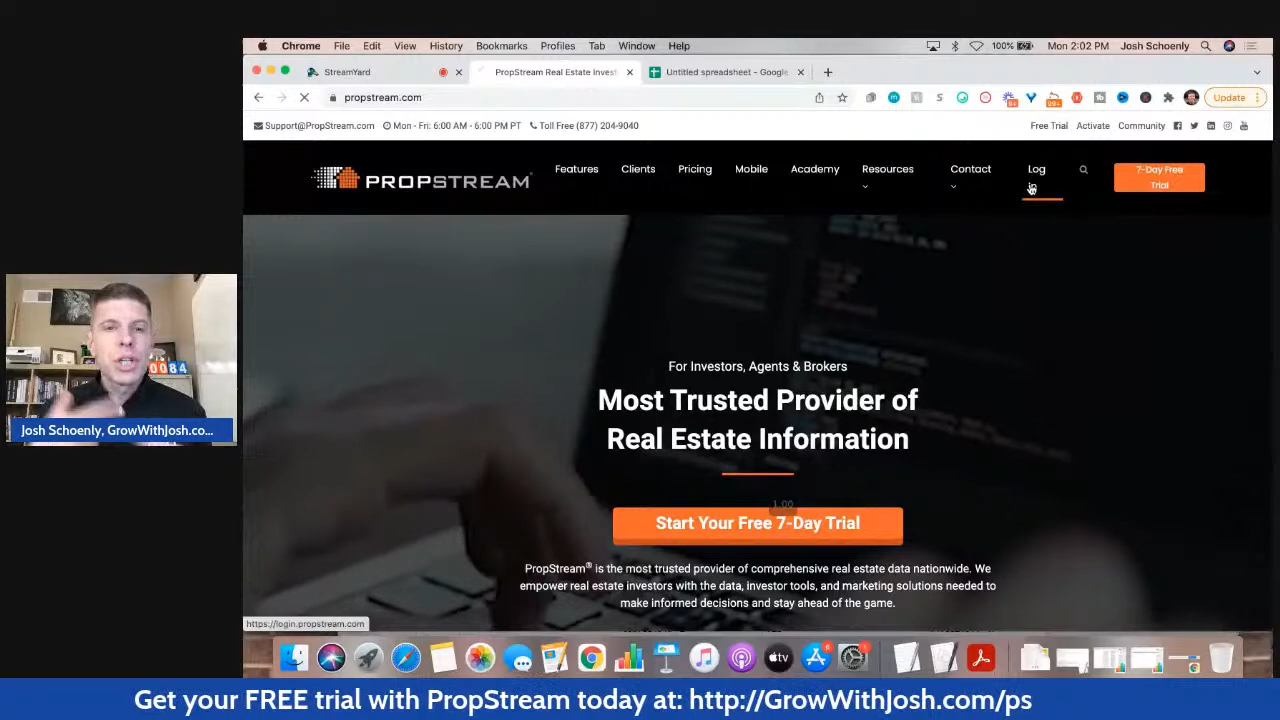 Chrome File Edit View History Bookmarks Profiles Tab Window Help 100% Mon 2:02 PM Josh Schoenly
StreamYard PropStream Real Estate Inves Untitled spreadsheet - Google
propstream.com Update
Support@PropStream.com Mon - Fri: 6:00 AM - 6:00 PM PT Toll Free (877) 204-9040 Free Trial Activate Community
PROPSTREAM Features Clients Pricing Mobile Academy Resources Contact Log
in
7-Day Free
Trial
For Investors, Agents & Brokers
Most Trusted Provider of
Real Estate Information
1.00
Start Your Free 7-Day Trial
PropStream® is the most trusted provider of comprehensive real estate data nationwide. We
empower real estate investors with the data, investor tools, and marketing solutions needed to
make informed decisions and stay ahead of the game.
https://login.propstream.com
0084
Josh Schoenly, GrowWithJosh.co...
tv
Get your FREE trial with PropStream today at: http://GrowWithJosh.com/ps